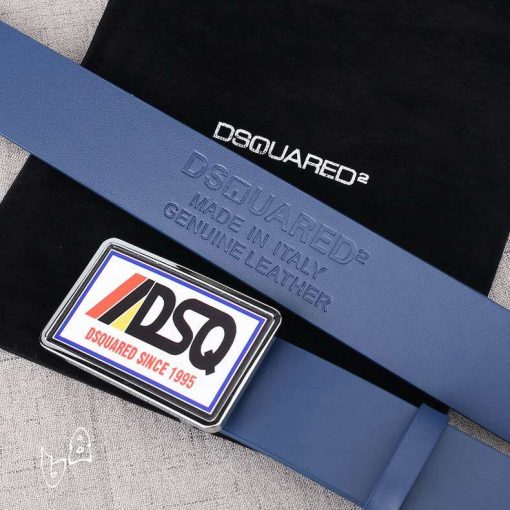 DSQUARED2
DSQUARED2
MADE IN ITALY
GENUINE LEATHER
DSQ
DSQUARED SINCE 1995